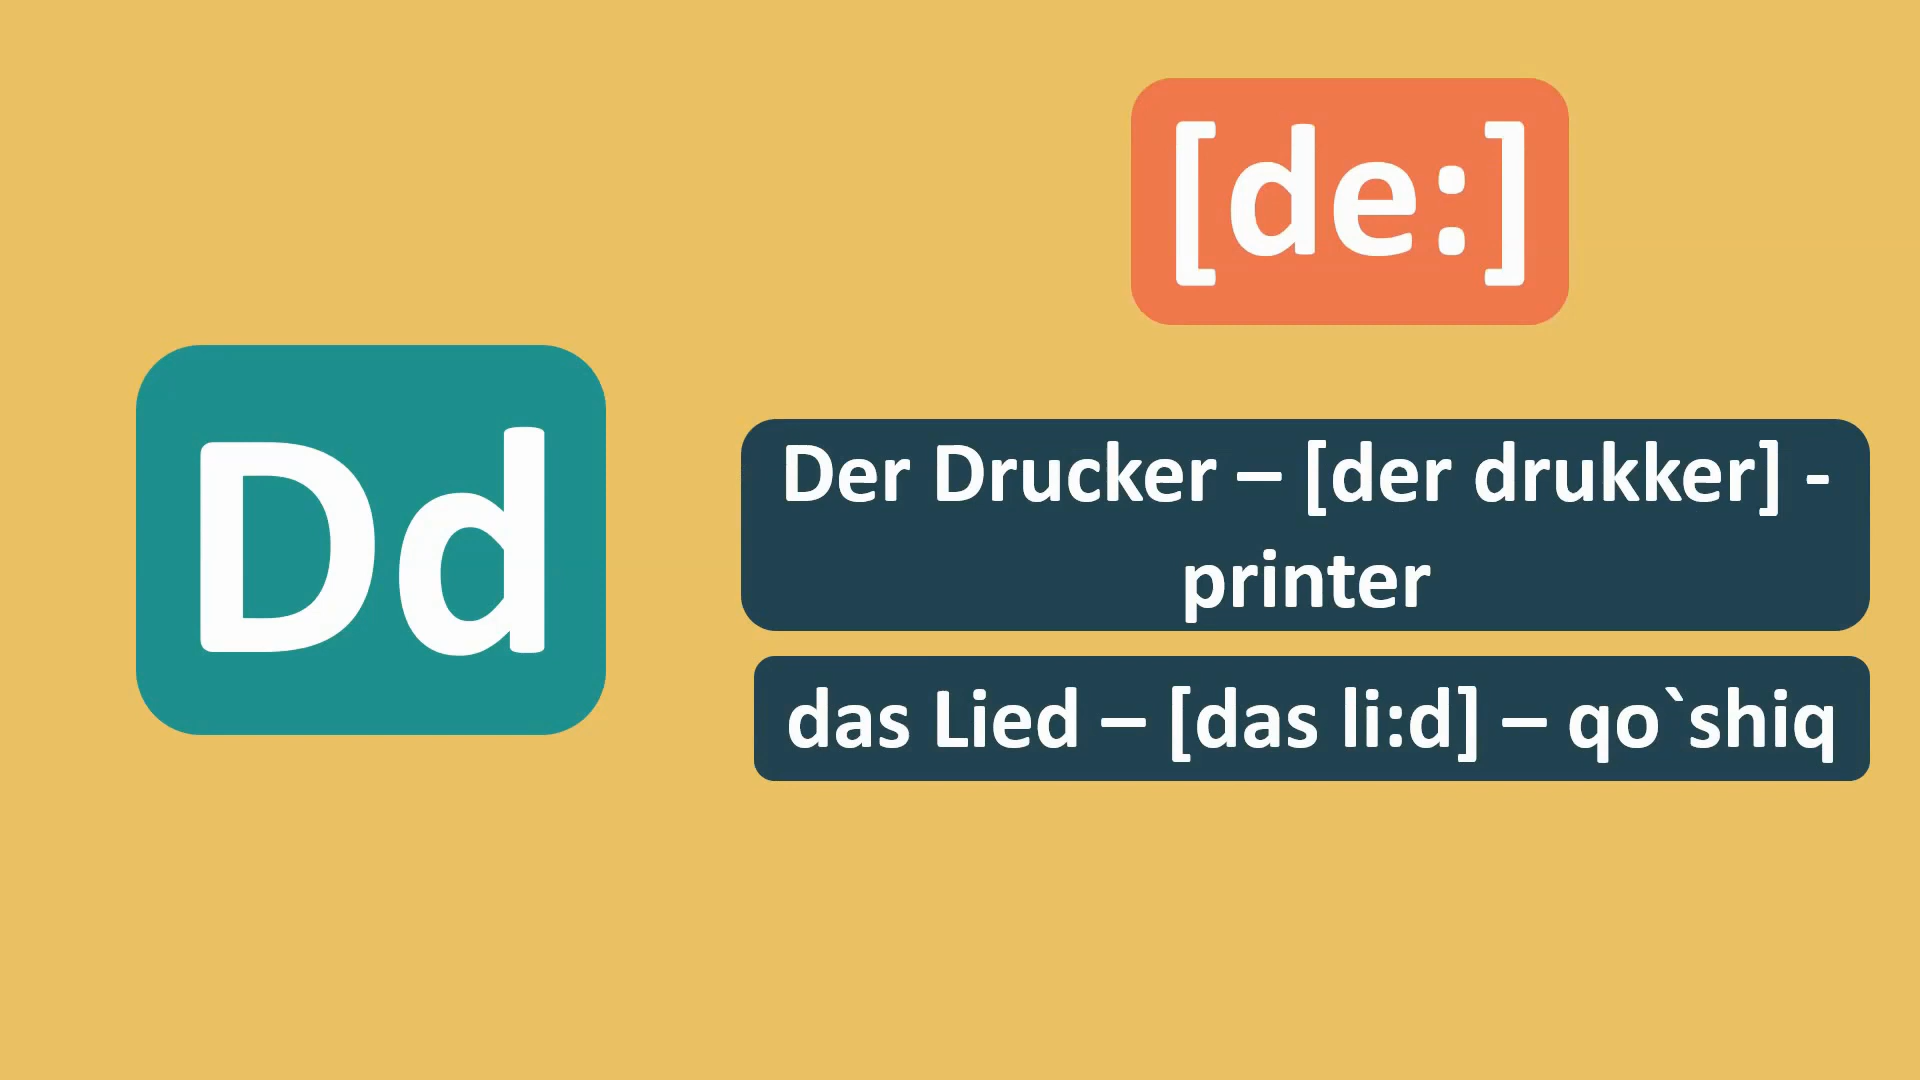 [de:]
Dd
Der Drucker – [der drukker] -
printer
das Lied – [das li:d] – qo`shiq